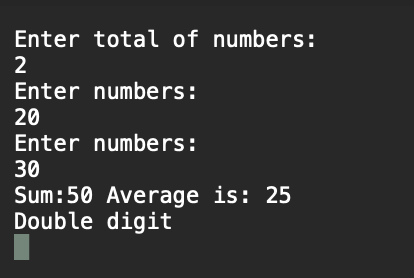 Enter total of numbers:
2
Enter numbers:
20
Enter numbers:
30
Sum:50 Average is: 25
Double digit